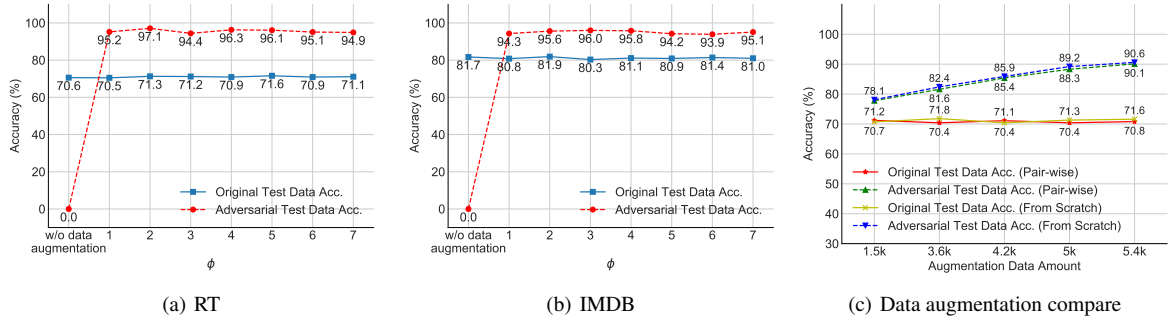 100
80
60
40
20
0
Accuracy (%)
95.2 97.1 94.4 96.3 96.1 95.1 94.9
70.6 70.5 71.3 71.2 70.9 71.6 70.9 71.1
0.0
Original Test Data Acc.
Adversarial Test Data Acc.
w/o data augmentation 1 2 3 4 5 6 7
ϕ
(a) RT
100
80
60
40
20
0
Accuracy (%)
94.3 95.6 96.0 95.8 94.2 93.9 95.1
81.7 80.8 81.9 80.3 81.1 80.9 81.4 81.0
0.0
Original Test Data Acc.
Adversarial Test Data Acc.
w/o data augmentation 1 2 3 4 5 6 7
ϕ
(b) IMDB
100
90
80
70
60
50
40
30
Accuracy (%)
78.1 82.4 85.9 89.2 90.6
81.6 85.4 88.3 90.1
71.2 71.8 71.1 71.3 71.6
70.7 70.4 70.4 70.4 70.8
Original Test Data Acc. (Pair-wise)
Adversarial Test Data Acc. (Pair-wise)
Original Test Data Acc. (From Scratch)
Adversarial Test Data Acc. (From Scratch)
1.5k 3.6k 4.2k 5k 5.4k
Augmentation Data Amount
(c) Data augmentation compare